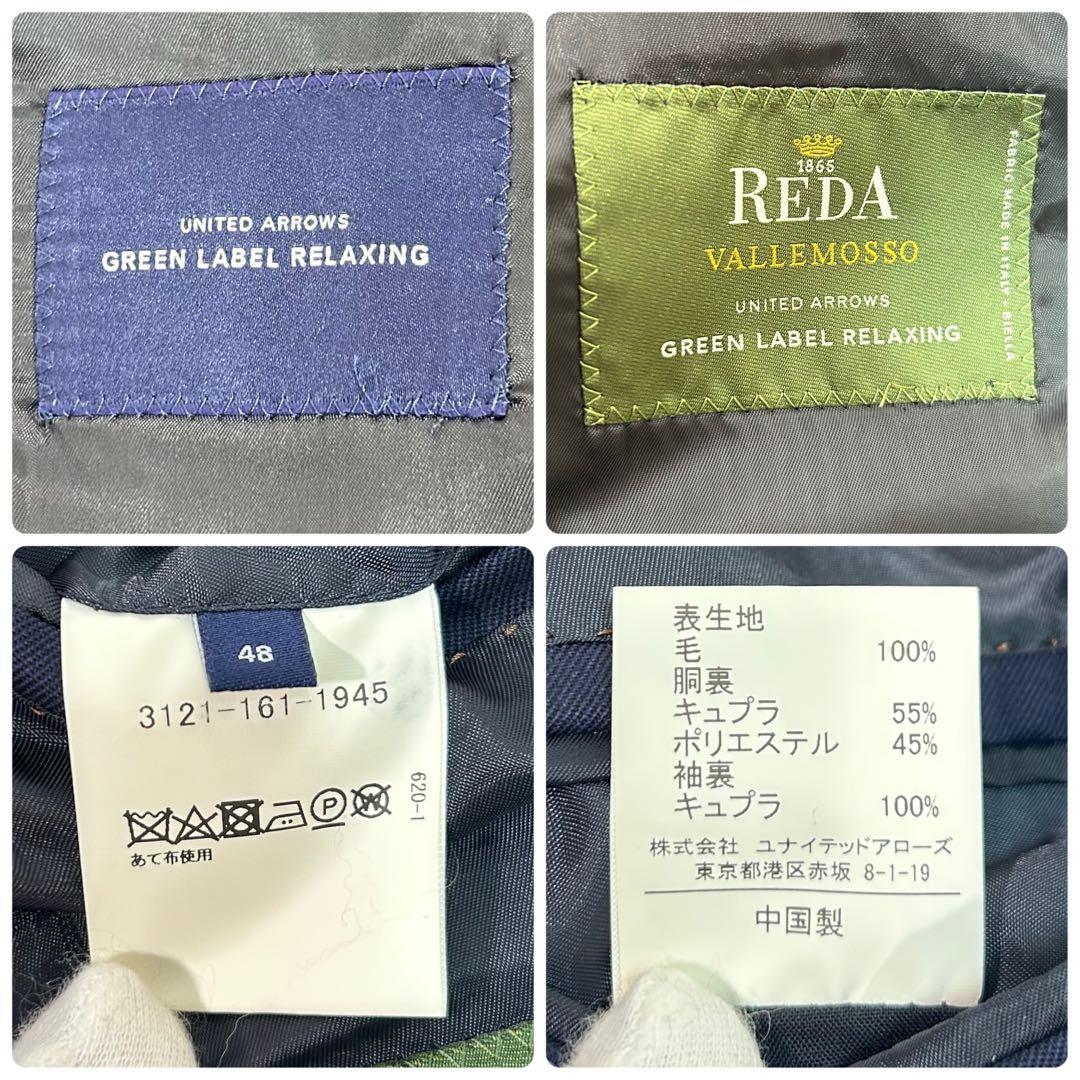 UNITED ARROWS
GREEN LABEL RELAXING
1865
REDA
VALLEMOSSO
UNITED ARROWS
GREEN LABEL RELAXING
FABRIC MADE IN ITALY - BIELLA
48
3121-161-1945
620-1
P
W
あて布使用
表生地
毛 100%
胴裏
キュプラ 55%
ポリエステル 45%
袖裏
キュプラ 100%
株式会社 ユナイテッドアローズ
東京都港区赤坂 8-1-19
中国製